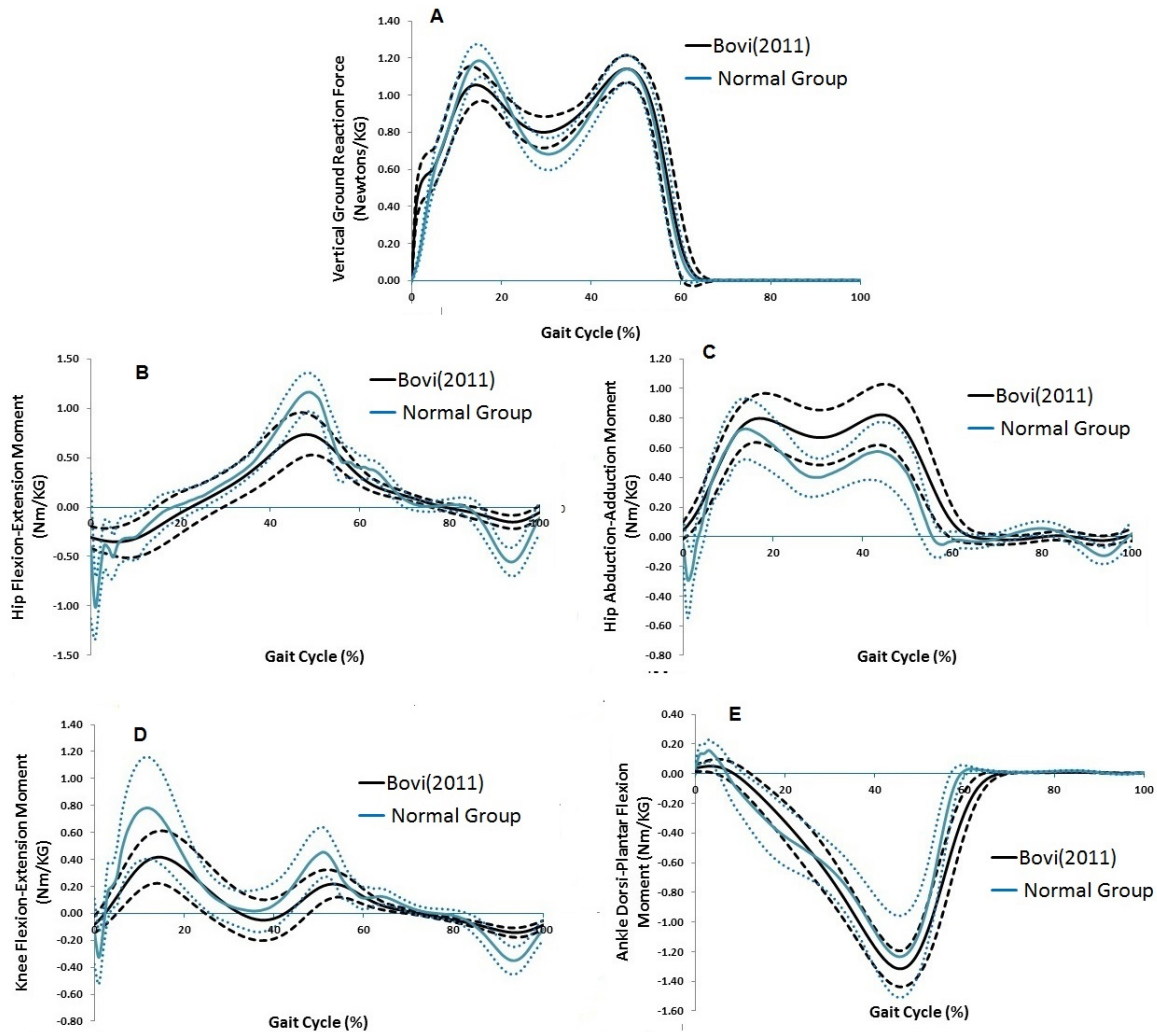 A
1.40
1.20
1.00
0.80
0.60
0.40
0.20
0.00
0 20 40 60 80 100
Vertical Ground Reaction Force
(Newtons/KG)
Gait Cycle (%)
Bovi(2011)
Normal Group
B
1.50
1.00
0.50
0.00
-0.50
-1.00
-1.50
0 20 40 60 80 100
Hip Flexion-Extension Moment
(Nm/KG)
Gait Cycle (%)
Bovi(2011)
Normal Group
C
1.20
1.00
0.80
0.60
0.40
0.20
0.00
-0.20
-0.40
-0.60
-0.80
0 20 40 60 80 100
Hip Abduction-Adduction Moment
(Nm/KG)
Gait Cycle (%)
Bovi(2011)
Normal Group
D
1.40
1.20
1.00
0.80
0.60
0.40
0.20
0.00
-0.20
-0.40
-0.60
-0.80
0 20 40 60 80 100
Knee Flexion-Extension Moment
(Nm/KG)
Gait Cycle (%)
Bovi(2011)
Normal Group
E
0.40
0.20
0.00
-0.20
-0.40
-0.60
-0.80
-1.00
-1.20
-1.40
-1.60
0 20 40 60 80 100
Ankle Dorsi-Plantar Flexion
Moment (Nm/KG)
Gait Cycle (%)
Bovi(2011)
Normal Group